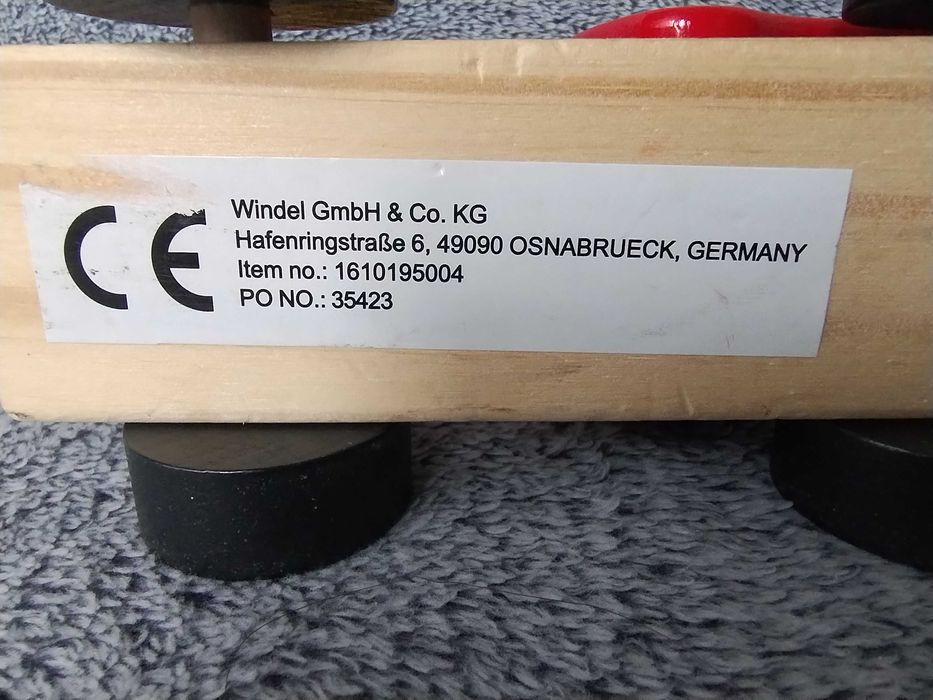 CE
Windel GmbH & Co. KG
Hafenringstraße 6, 49090 OSNABRUECK, GERMANY
Item no.: 1610195004
PO NO.: 35423